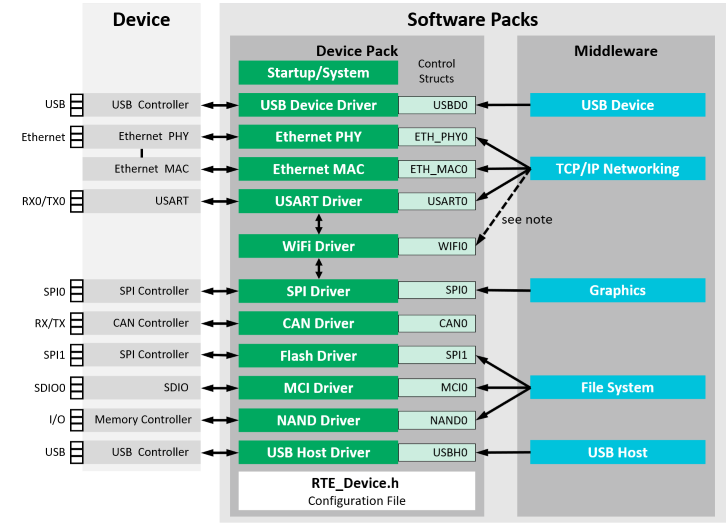 Device
Software Packs
Device Pack
Control
Structs
Middleware
Startup/System
USB
USB Controller
USB Device Driver
USBD0
USB Device
Ethernet
Ethernet PHY
Ethernet PHY
ETH_PHY0
Ethernet MAC
Ethernet MAC
ETH_MAC0
TCP/IP Networking
RX0/TX0
USART
USART Driver
USART0
see note
WiFi Driver
WIFI0
SPI0
SPI Controller
SPI Driver
SPI0
Graphics
RX/TX
CAN Controller
CAN Driver
CAN0
SPI1
SPI Controller
Flash Driver
SPI1
SDIO0
SDIO
MCI Driver
MCI0
File System
I/O
Memory Controller
NAND Driver
NAND0
USB
USB Controller
USB Host Driver
USBH0
USB Host
RTE_Device.h
Configuration File